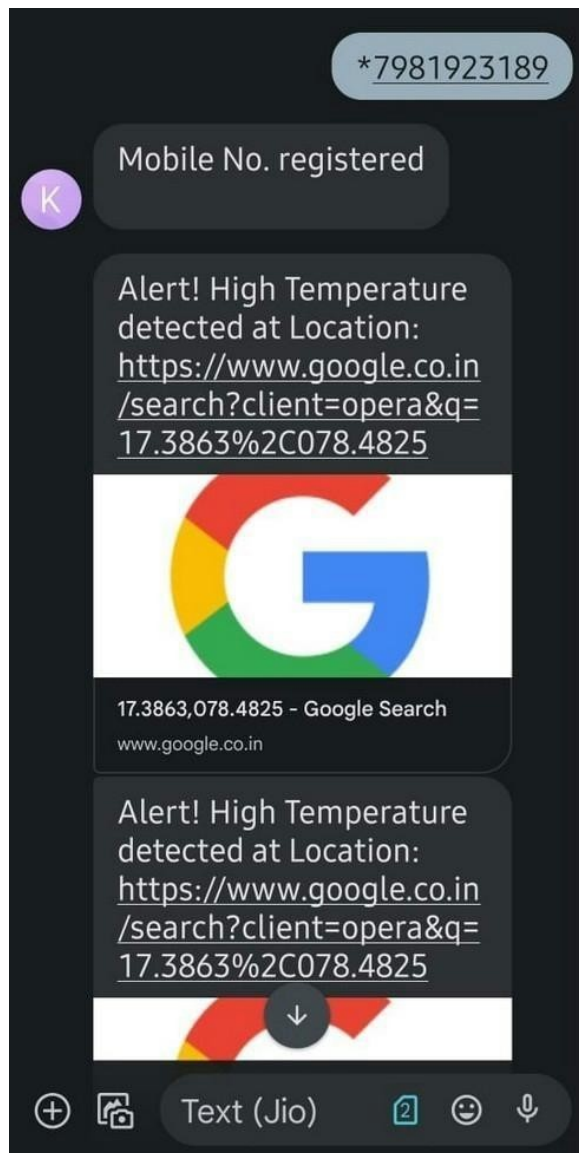 *7981923189
Mobile No. registered
K
Alert! High Temperature
detected at Location:
https://www.google.co.in
/search?client=opera&q=
17.3863%2C078.4825
G
17.3863,078.4825 - Google Search
www.google.co.in
Alert! High Temperature
detected at Location:
https://www.google.co.in
/search?client=opera&q=
17.3863%2C078.4825
Text (Jio)
2